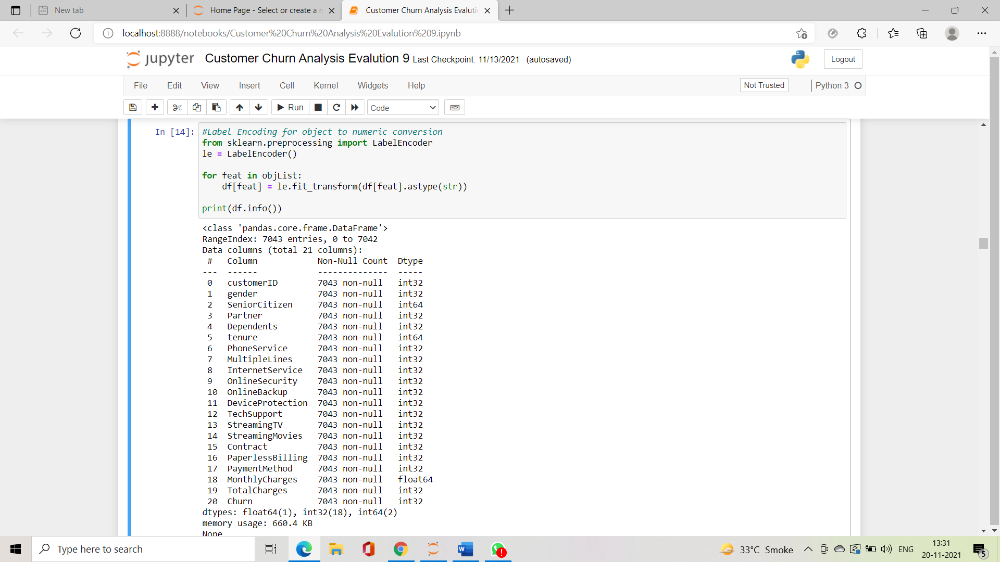 New tab
Home Page - Select or create a n
Customer Churn Analysis Evalutic
localhost:8888/notebooks/Customer%20Churn%20Analysis%20Evalution%209.ipynb
jupyter Customer Churn Analysis Evalution 9 Last Checkpoint: 11/13/2021 (autosaved)
Logout
File Edit View Insert Cell Kernel Widgets Help
Not Trusted
Python 3
Run
Code
In [14]:
#Label Encoding for object to numeric conversion
from sklearn.preprocessing import LabelEncoder
le = LabelEncoder()
for feat in objList:
df[feat] = le.fit_transform(df[feat].astype(str))
print(df.info())
<class 'pandas.core.frame.DataFrame'>
RangeIndex: 7043 entries, 0 to 7042
Data columns (total 21 columns):
# Column Non-Null Count Dtype
--- ------ -------------- -----
0 customerID 7043 non-null int32
1 gender 7043 non-null int32
2 SeniorCitizen 7043 non-null int64
3 Partner 7043 non-null int32
4 Dependents 7043 non-null int32
5 tenure 7043 non-null int64
6 PhoneService 7043 non-null int32
7 MultipleLines 7043 non-null int32
8 InternetService 7043 non-null int32
9 OnlineSecurity 7043 non-null int32
10 OnlineBackup 7043 non-null int32
11 DeviceProtection 7043 non-null int32
12 TechSupport 7043 non-null int32
13 StreamingTV 7043 non-null int32
14 StreamingMovies 7043 non-null int32
15 Contract 7043 non-null int32
16 PaperlessBilling 7043 non-null int32
17 PaymentMethod 7043 non-null int32
18 MonthlyCharges 7043 non-null float64
19 TotalCharges 7043 non-null int32
20 Churn 7043 non-null int32
dtypes: float64(1), int32(18), int64(2)
memory usage: 660.4 KB
None
Type here to search
W
33°C Smoke
ENG
13:31
20-11-2021
5